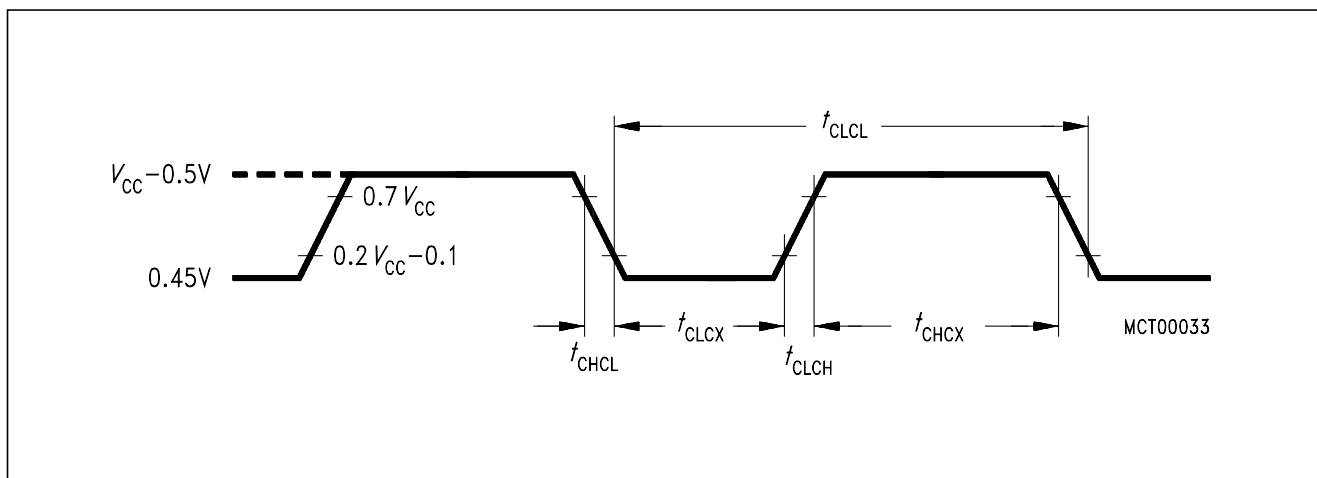 tCLCL
VCC−0.5V
0.7 VCC
0.2 VCC−0.1
0.45V
tCLCX
tCHCX
MCT00033
tCHCL
tCLCH